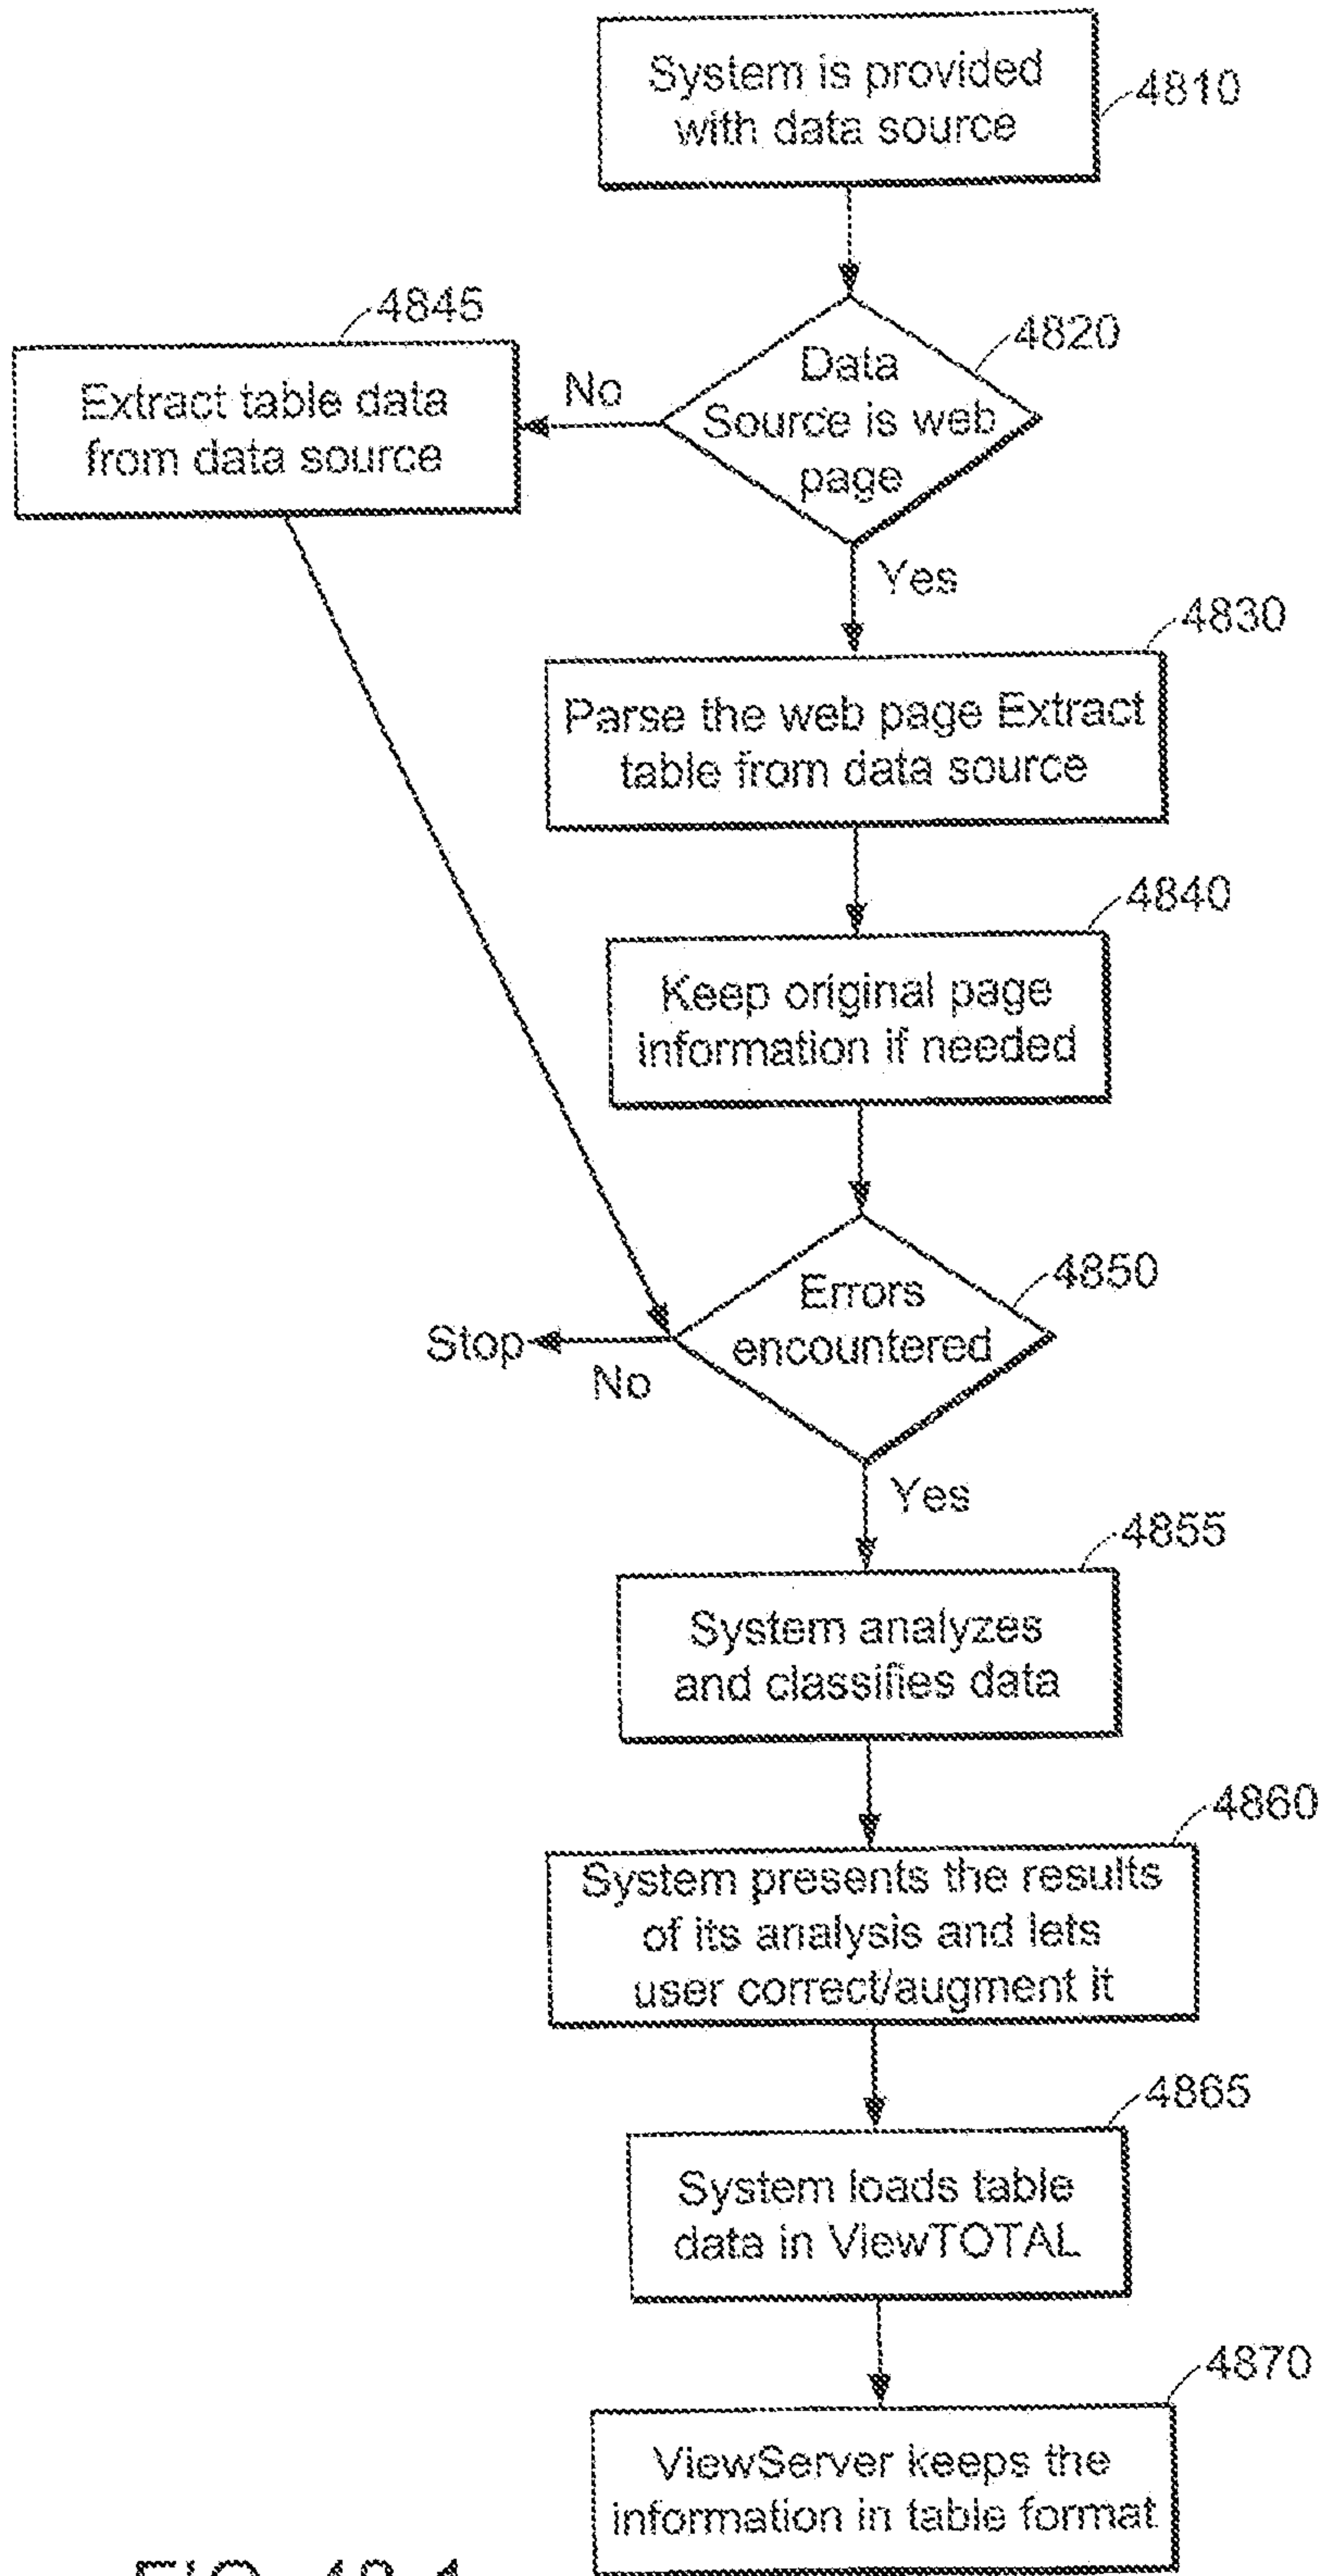 System is provided
with data source
4810
4845
4820
Data
Source is web
page
No
Extract table data
from data source
Yes
4830
Parse the web page Extract
table from data source
4840
Keep original page
information if needed
4850
Errors
encountered
Stop
No
Yes
4855
System analyzes
and classifies data
4860
System presents the results
of its analysis and lets
user correct/augment it
4865
System loads table
data in ViewTOTAL
4870
ViewServer keeps the
information in table format
FIG. 48-1